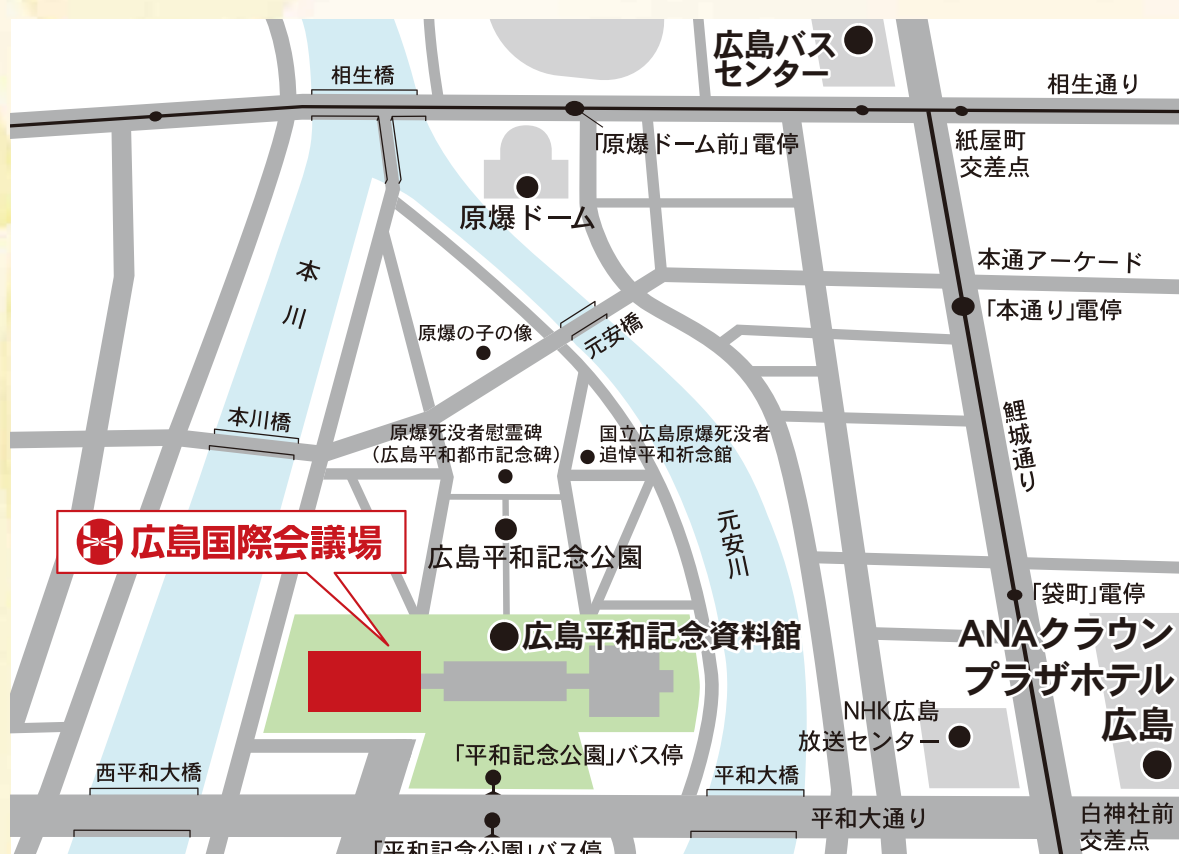 広島バス
センター
相生橋
相生通り
「原爆ドーム前」電停
紙屋町
交差点
原爆ドーム
本通アーケード
本川
「本通り」電停
元安橋
原爆の子の像
鯉城通り
本川橋
原爆死没者慰霊碑
（広島平和都市記念碑）
国立広島原爆死没者
追悼平和祈念館
元安川
広島国際会議場
広島平和記念公園
「袋町」電停
広島平和記念資料館
ANAクラウン
プラザホテル
広島
NHK広島
放送センター
「平和記念公園」バス停
西平和大橋
平和大橋
平和大通り
白神社前
交差点
「平和記念公園」バス停